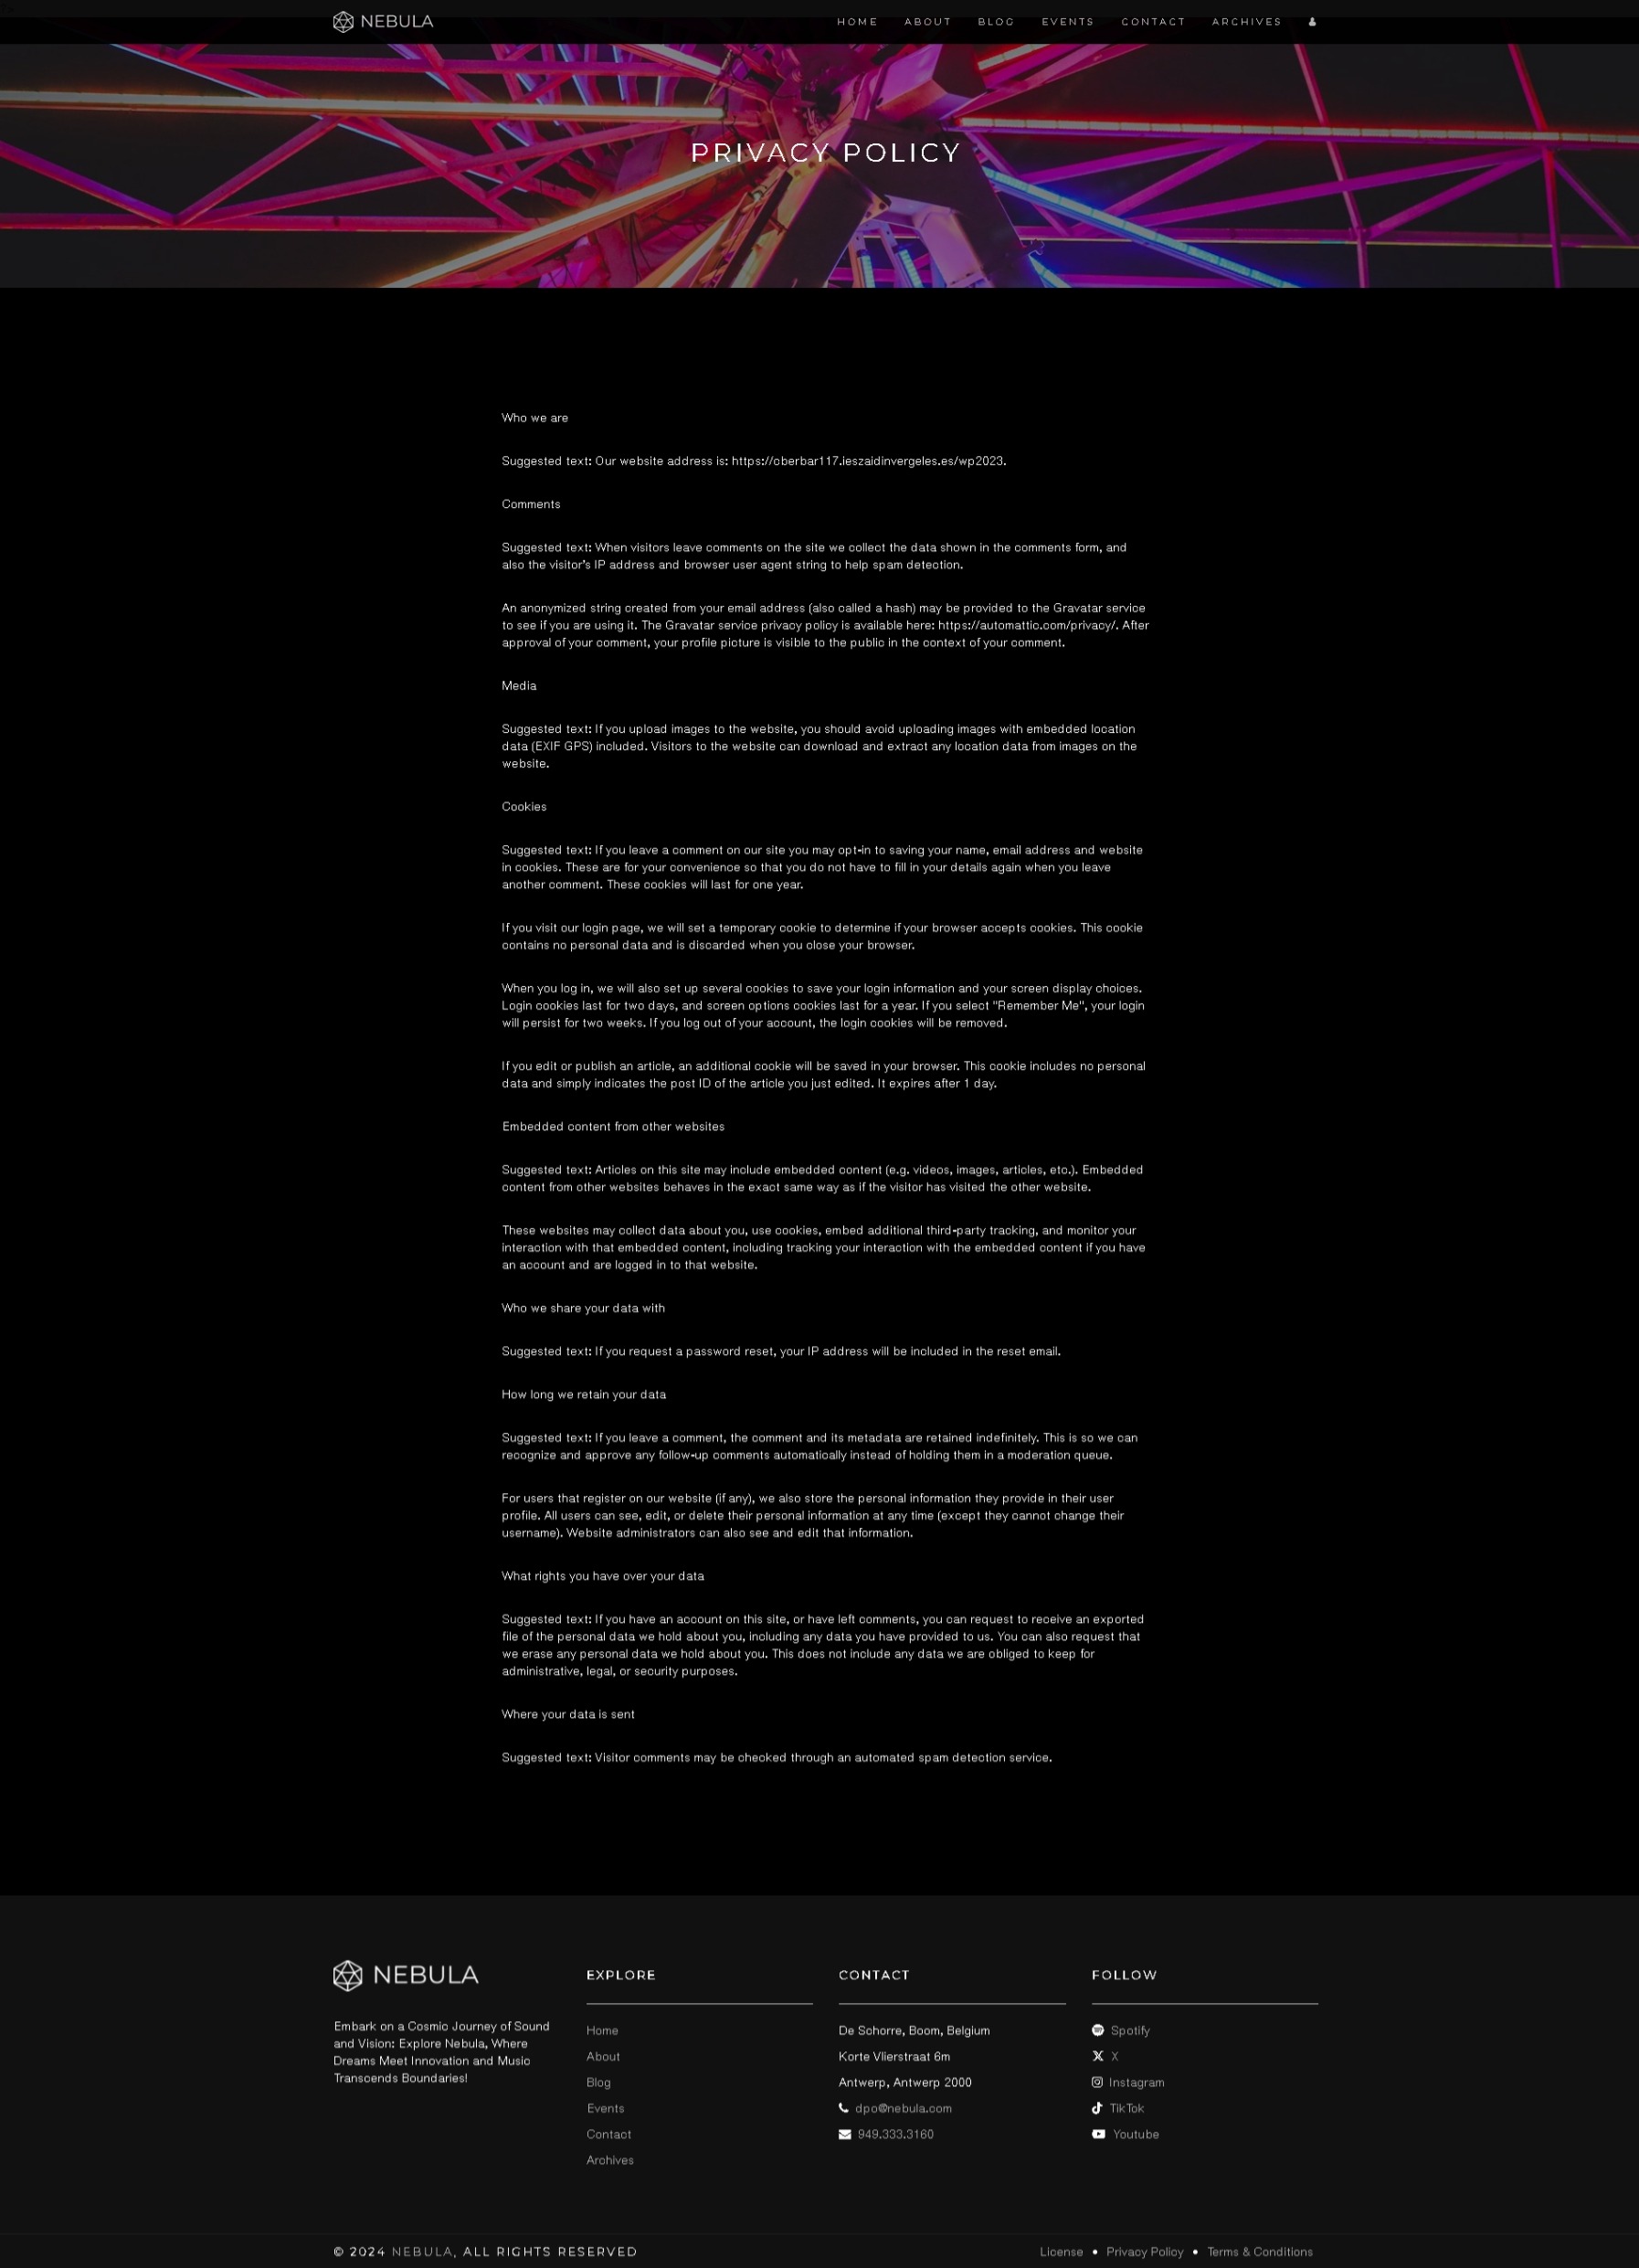 NEBULA
HOME ABOUT BLOG EVENTS CONTACT ARCHIVES
PRIVACY POLICY
Who we are
Suggested text: Our website address is: https://cberbar117.ieszaidinvergeles.es/wp2023.
Comments
Suggested text: When visitors leave comments on the site we collect the data shown in the comments form, and
also the visitor's IP address and browser user agent string to help spam detection.
An anonymized string created from your email address (also called a hash) may be provided to the Gravatar service
to see if you are using it. The Gravatar service privacy policy is available here: https://automattic.com/privacy/. After
approval of your comment, your profile picture is visible to the public in the context of your comment.
Media
Suggested text: If you upload images to the website, you should avoid uploading images with embedded location
data (EXIF GPS) included. Visitors to the website can download and extract any location data from images on the
website.
Cookies
Suggested text: If you leave a comment on our site you may opt-in to saving your name, email address and website
in cookies. These are for your convenience so that you do not have to fill in your details again when you leave
another comment. These cookies will last for one year.
If you visit our login page, we will set a temporary cookie to determine if your browser accepts cookies. This cookie
contains no personal data and is discarded when you close your browser.
When you log in, we will also set up several cookies to save your login information and your screen display choices.
Login cookies last for two days, and screen options cookies last for a year. If you select "Remember Me", your login
will persist for two weeks. If you log out of your account, the login cookies will be removed.
If you edit or publish an article, an additional cookie will be saved in your browser. This cookie includes no personal
data and simply indicates the post ID of the article you just edited. It expires after 1 day.
Embedded content from other websites
Suggested text: Articles on this site may include embedded content (e.g. videos, images, articles, etc.). Embedded
content from other websites behaves in the exact same way as if the visitor has visited the other website.
These websites may collect data about you, use cookies, embed additional third-party tracking, and monitor your
interaction with that embedded content, including tracking your interaction with the embedded content if you have
an account and are logged in to that website.
Who we share your data with
Suggested text: If you request a password reset, your IP address will be included in the reset email.
How long we retain your data
Suggested text: If you leave a comment, the comment and its metadata are retained indefinitely. This is so we can
recognize and approve any follow-up comments automatically instead of holding them in a moderation queue.
For users that register on our website (if any), we also store the personal information they provide in their user
profile. All users can see, edit, or delete their personal information at any time (except they cannot change their
username). Website administrators can also see and edit that information.
What rights you have over your data
Suggested text: If you have an account on this site, or have left comments, you can request to receive an exported
file of the personal data we hold about you, including any data you have provided to us. You can also request that
we erase any personal data we hold about you. This does not include any data we are obliged to keep for
administrative, legal, or security purposes.
Where your data is sent
Suggested text: Visitor comments may be checked through an automated spam detection service.
NEBULA
Embark on a Cosmic Journey of Sound
and Vision: Explore Nebula, Where
Dreams Meet Innovation and Music
Transcends Boundaries!
EXPLORE
Home
About
Blog
Events
Contact
Archives
CONTACT
De Schorre, Boom, Belgium
Korte Vlierstraat 6m
Antwerp, Antwerp 2000
dpo@nebula.com
949.333.3160
FOLLOW
Spotify
X
Instagram
TikTok
Youtube
© 2024 NEBULA, ALL RIGHTS RESERVED
License • Privacy Policy • Terms & Conditions